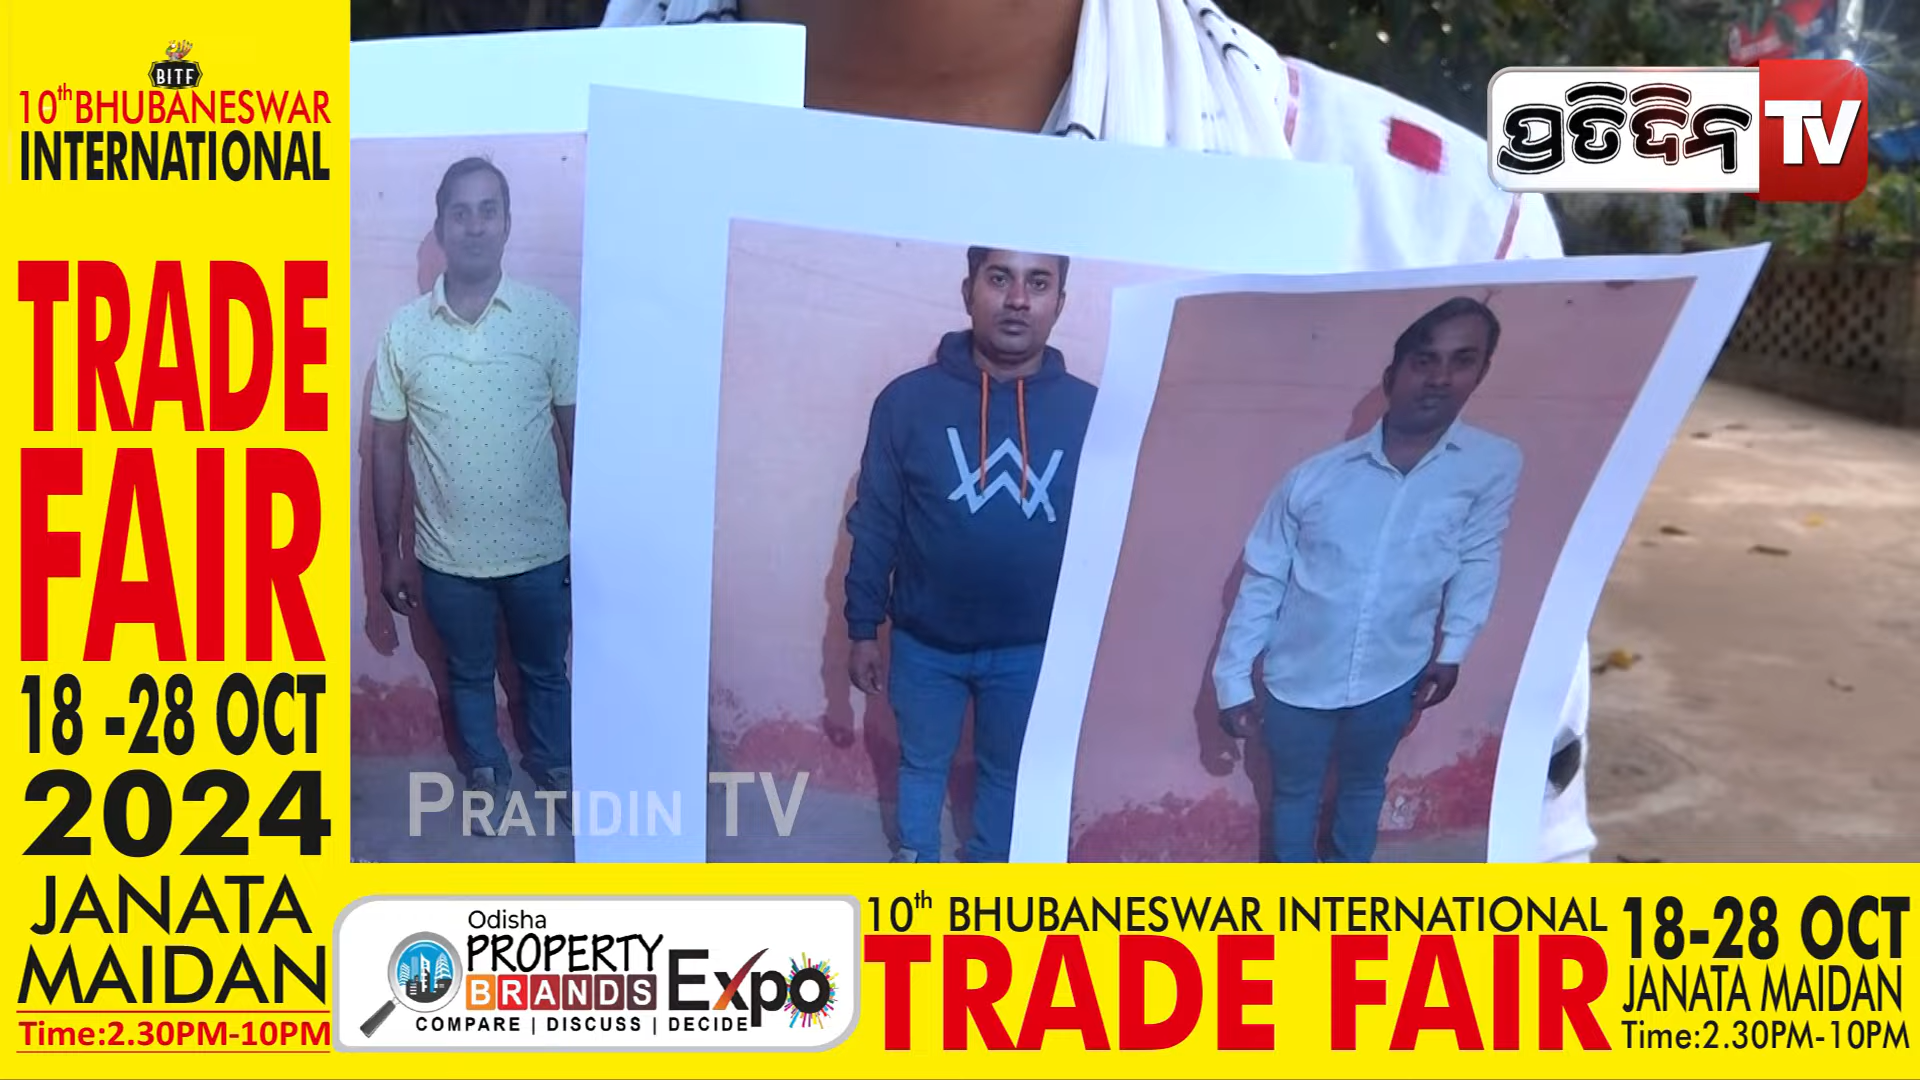 BITF
10th BHUBANESWAR
INTERNATIONAL
TRADE
FAIR
18 -28 OCT
2024
JANATA
MAIDAN
Time:2.30PM-10PM
ପ୍ରତିଦିନ TV
PRATIDIN TV
Odisha
PROPERTY
BRANDS
Expo
COMPARE | DISCUSS | DECIDE
10th BHUBANESWAR INTERNATIONAL
TRADE FAIR
18-28 OCT
JANATA MAIDAN
Time:2.30PM-10PM